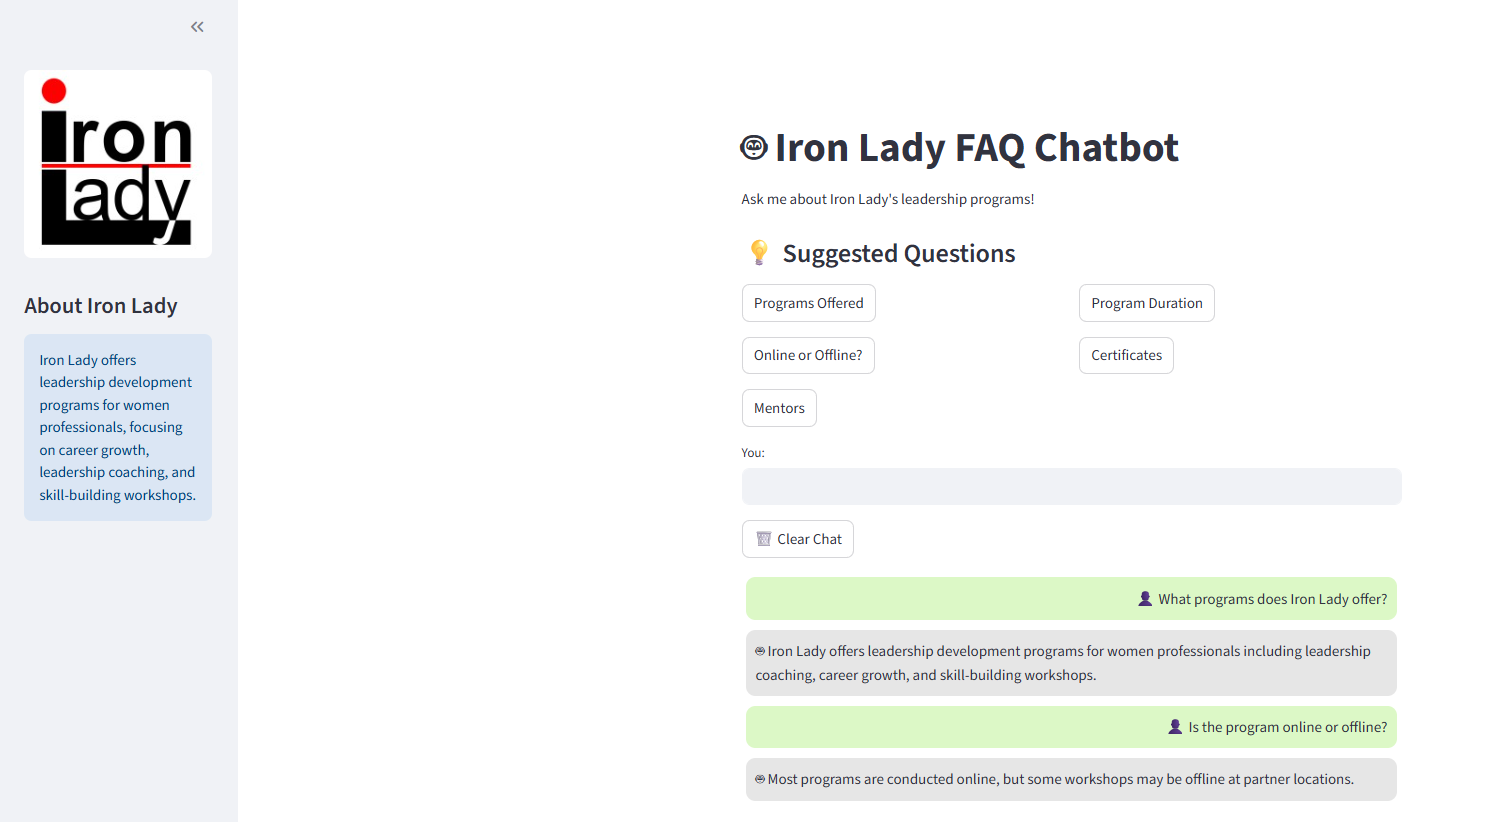 Iron
Lady
About Iron Lady
Iron Lady offers
leadership development
programs for women
professionals, focusing
on career growth,
leadership coaching, and
skill-building workshops.
Iron Lady FAQ Chatbot
Ask me about Iron Lady's leadership programs!
Suggested Questions
Programs Offered
Program Duration
Online or Offline?
Certificates
Mentors
You:
Clear Chat
What programs does Iron Lady offer?
Iron Lady offers leadership development programs for women professionals including leadership
coaching, career growth, and skill-building workshops.
Is the program online or offline?
Most programs are conducted online, but some workshops may be offline at partner locations.